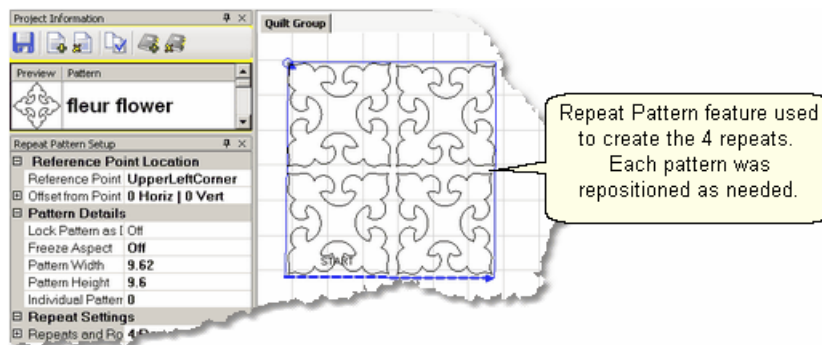 Project Information
Quilt Group
Preview Pattern
fleur flower
Repeat Pattern Setup
Reference Point Location
Reference Point UpperLeftCorner
Offset from Point 0 Horiz | 0 Vert
Pattern Details
Lock Pattern as Off
Freeze Aspect Off
Pattern Width 9.62
Pattern Height 9.6
Individual Patterr 0
Repeat Settings
Repeats and Ro 4
START
Repeat Pattern feature used
to create the 4 repeats.
Each pattern was
repositioned as needed.